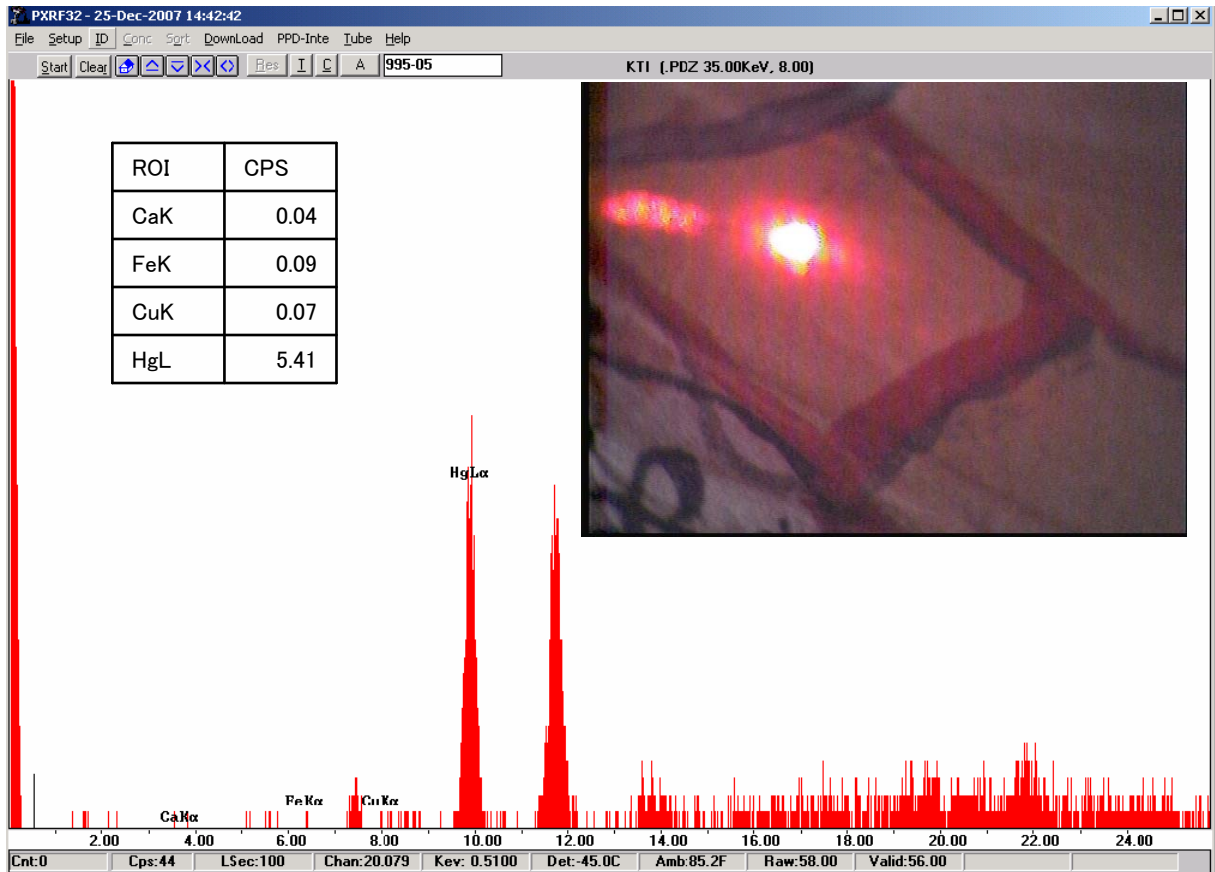 PXRF32 - 25-Dec-2007 14:42:42
File Setup ID Conc Sort DownLoad PPD-Inte Tube Help
Start Clear Res I C A 995-05 KTI (.PDZ 35.00KeV, 8.00)
ROI CPS
CaK 0.04
FeK 0.09
CuK 0.07
HgL 5.41
HgLα
FeKα CuKα
CaKα
2.00 4.00 6.00 8.00 10.00 12.00 14.00 16.00 18.00 20.00 22.00 24.00
Cnt:0 Cps:44 LSec:100 Chan:20.079 Kev: 0.5100 Det:-45.0C Amb:85.2F Raw:58.00 Valid:56.00